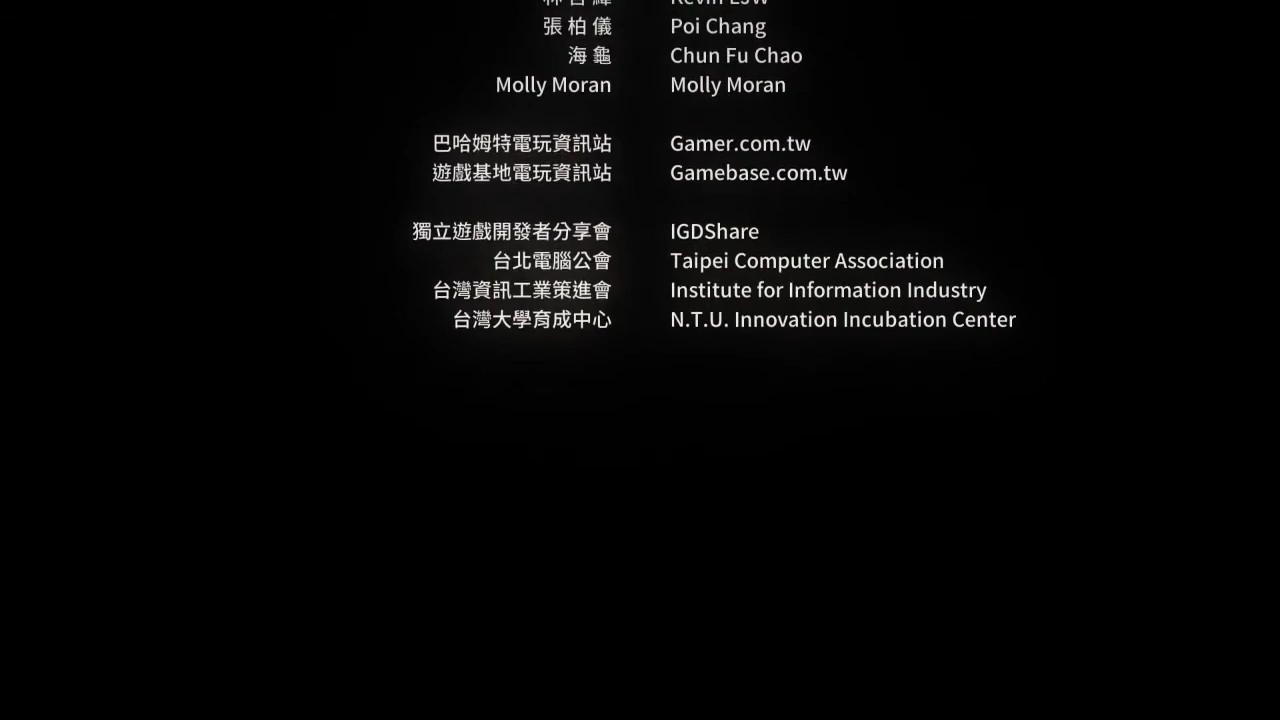 張 柏 儀 Poi Chang
海 龜 Chun Fu Chao
Molly Moran Molly Moran
巴哈姆特電玩資訊站 Gamer.com.tw
遊戲基地電玩資訊站 Gamebase.com.tw
獨立遊戲開發者分享會 IGDShare
台北電腦公會 Taipei Computer Association
台灣資訊工業策進會 Institute for Information Industry
台灣大學育成中心 N.T.U. Innovation Incubation Center